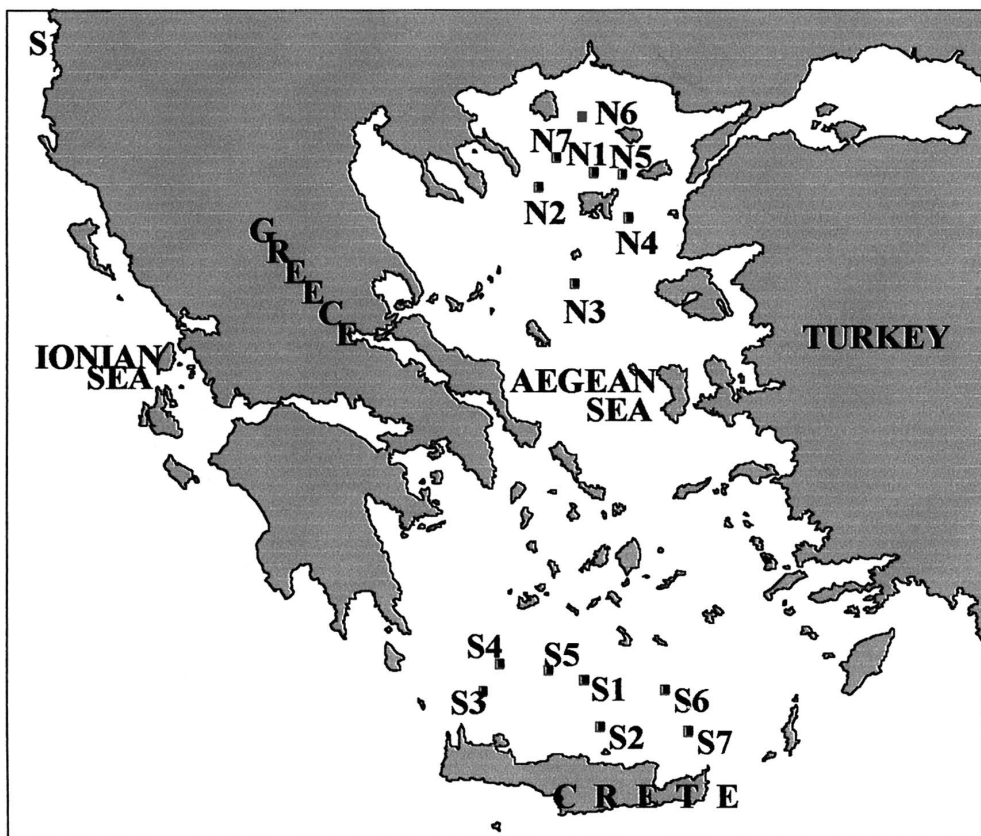 S
N6
N7
N1
N5
N2
N4
N3
GREECE
IONIAN
SEA
TURKEY
AEGEAN
SEA
S4
S5
S1
S3
S6
S2
S7
CRETE